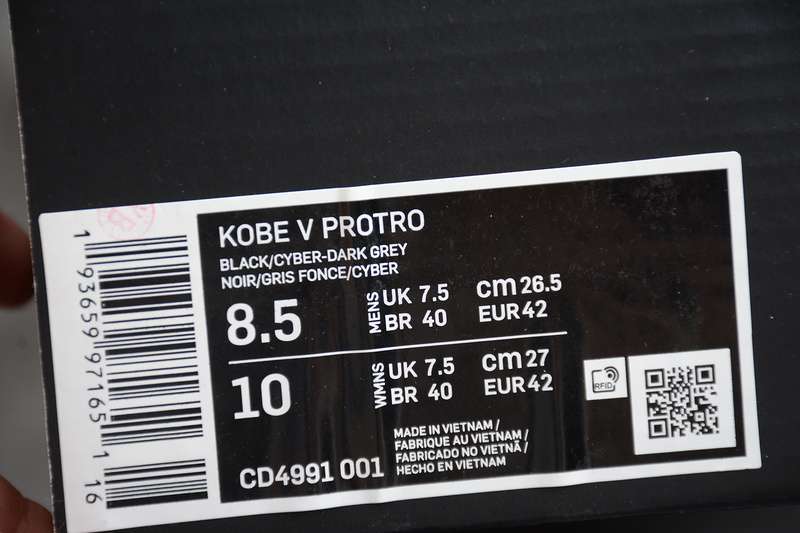 KOBE V PROTRO
BLACK/CYBER-DARK GREY
NOIR/GRIS FONCE/CYBER
8.5 MENS UK 7.5 cm 26.5
BR 40 EUR 42
10 WMNS UK 7.5 cm 27
BR 40 EUR 42
RFID
MADE IN VIETNAM /
FABRIQUE AU VIETNAM /
FABRICADO NO VIETNÃ /
HECHO EN VIETNAM
CD4991 001
1 93659 97165 1 16